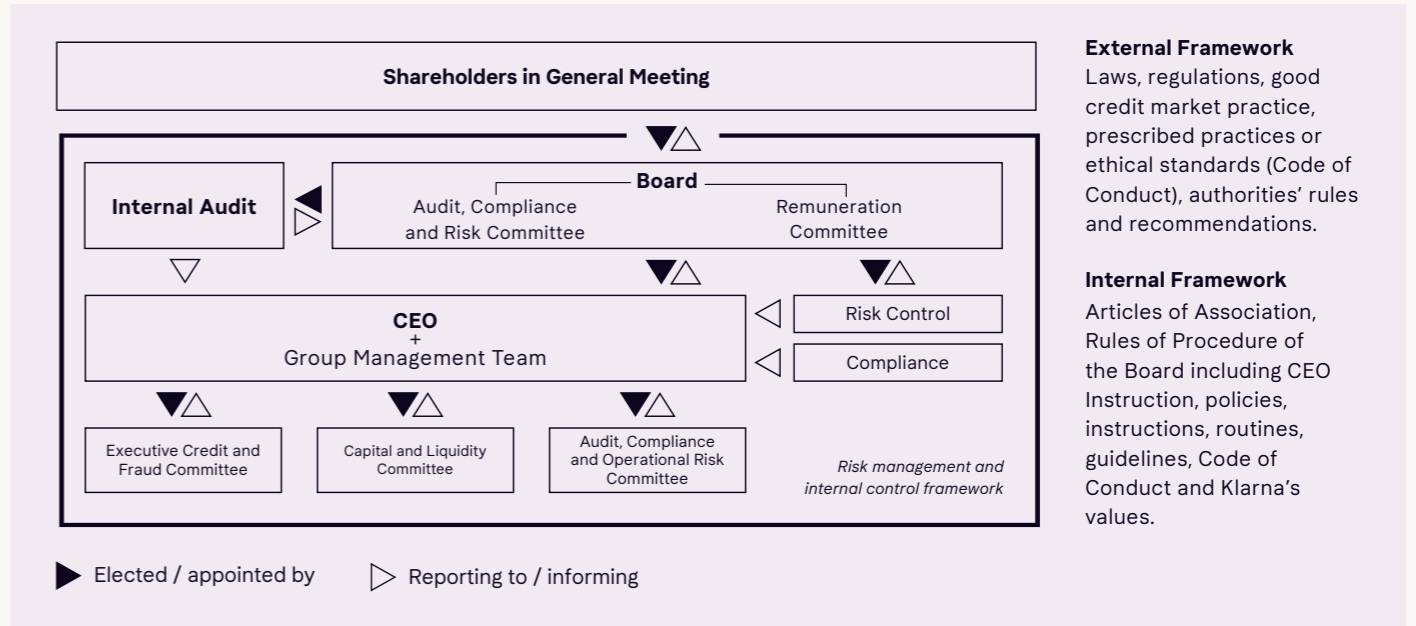 Shareholders in General Meeting
Internal Audit
Board
Audit, Compliance
and Risk Committee
Remuneration
Committee
CEO
+
Group Management Team
Risk Control
Compliance
Executive Credit and
Fraud Committee
Capital and Liquidity
Committee
Audit, Compliance
and Operational Risk
Committee
Risk management and
internal control framework
Elected / appointed by
Reporting to / informing
External Framework
Laws, regulations, good
credit market practice,
prescribed practices or
ethical standards (Code of
Conduct), authorities’ rules
and recommendations.
Internal Framework
Articles of Association,
Rules of Procedure of
the Board including CEO
Instruction, policies,
instructions, routines,
guidelines, Code of
Conduct and Klarna’s
values.